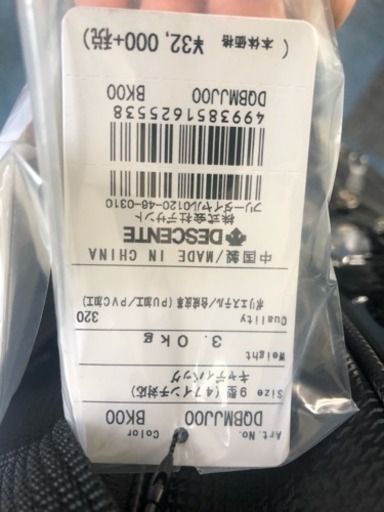 Art.No. Color
DQBMJJ00 BK00
Size 9型(47インチ対応)
キャディバッグ
Weight
3.0kg
Quality 320
ポリエステル/合成皮革(PU加工/PVC加工)
中国製/MADE IN CHINA
DESCENTE
株式会社デサント
フリーダイヤル0120-46-0310
4993851625538
DQBMJJ00 BK00
(本体価格 ¥32,000+税)